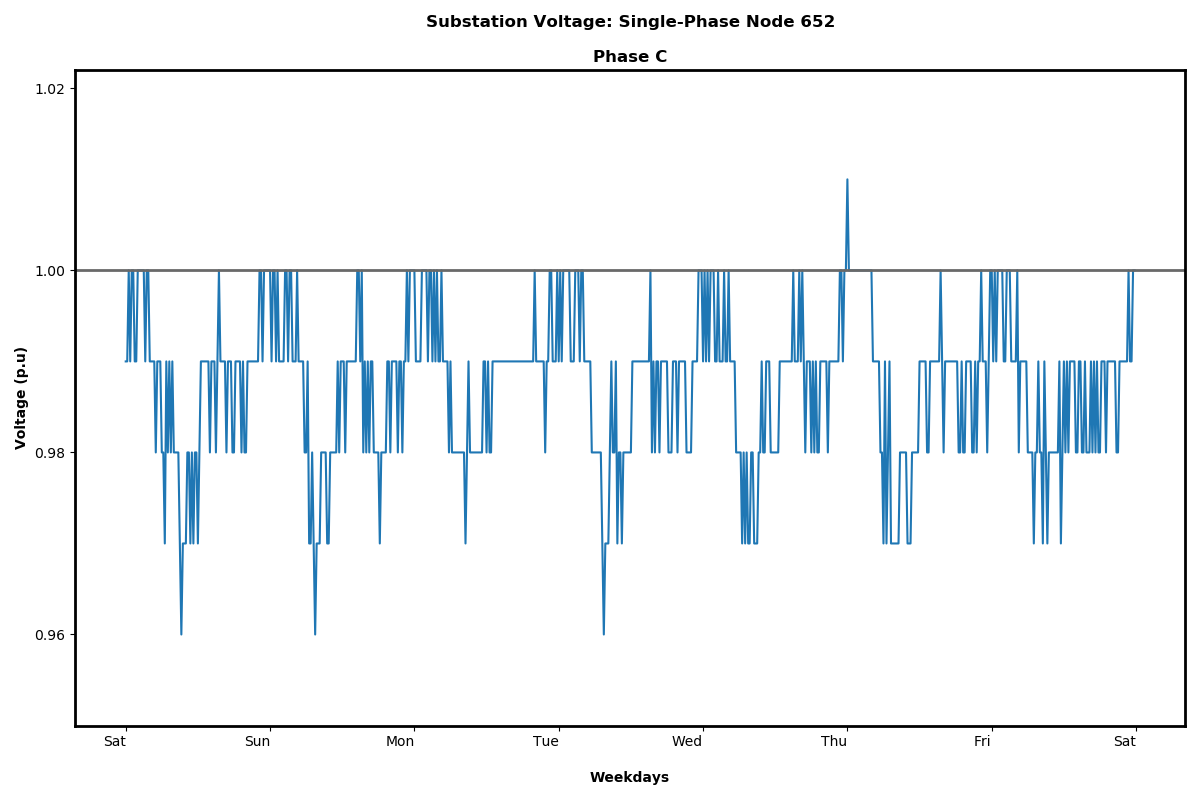 Substation Voltage: Single-Phase Node 652
Phase C
1.02
1.00
0.98
0.96
Voltage (p.u)
Sat Sun Mon Tue Wed Thu Fri Sat
Weekdays